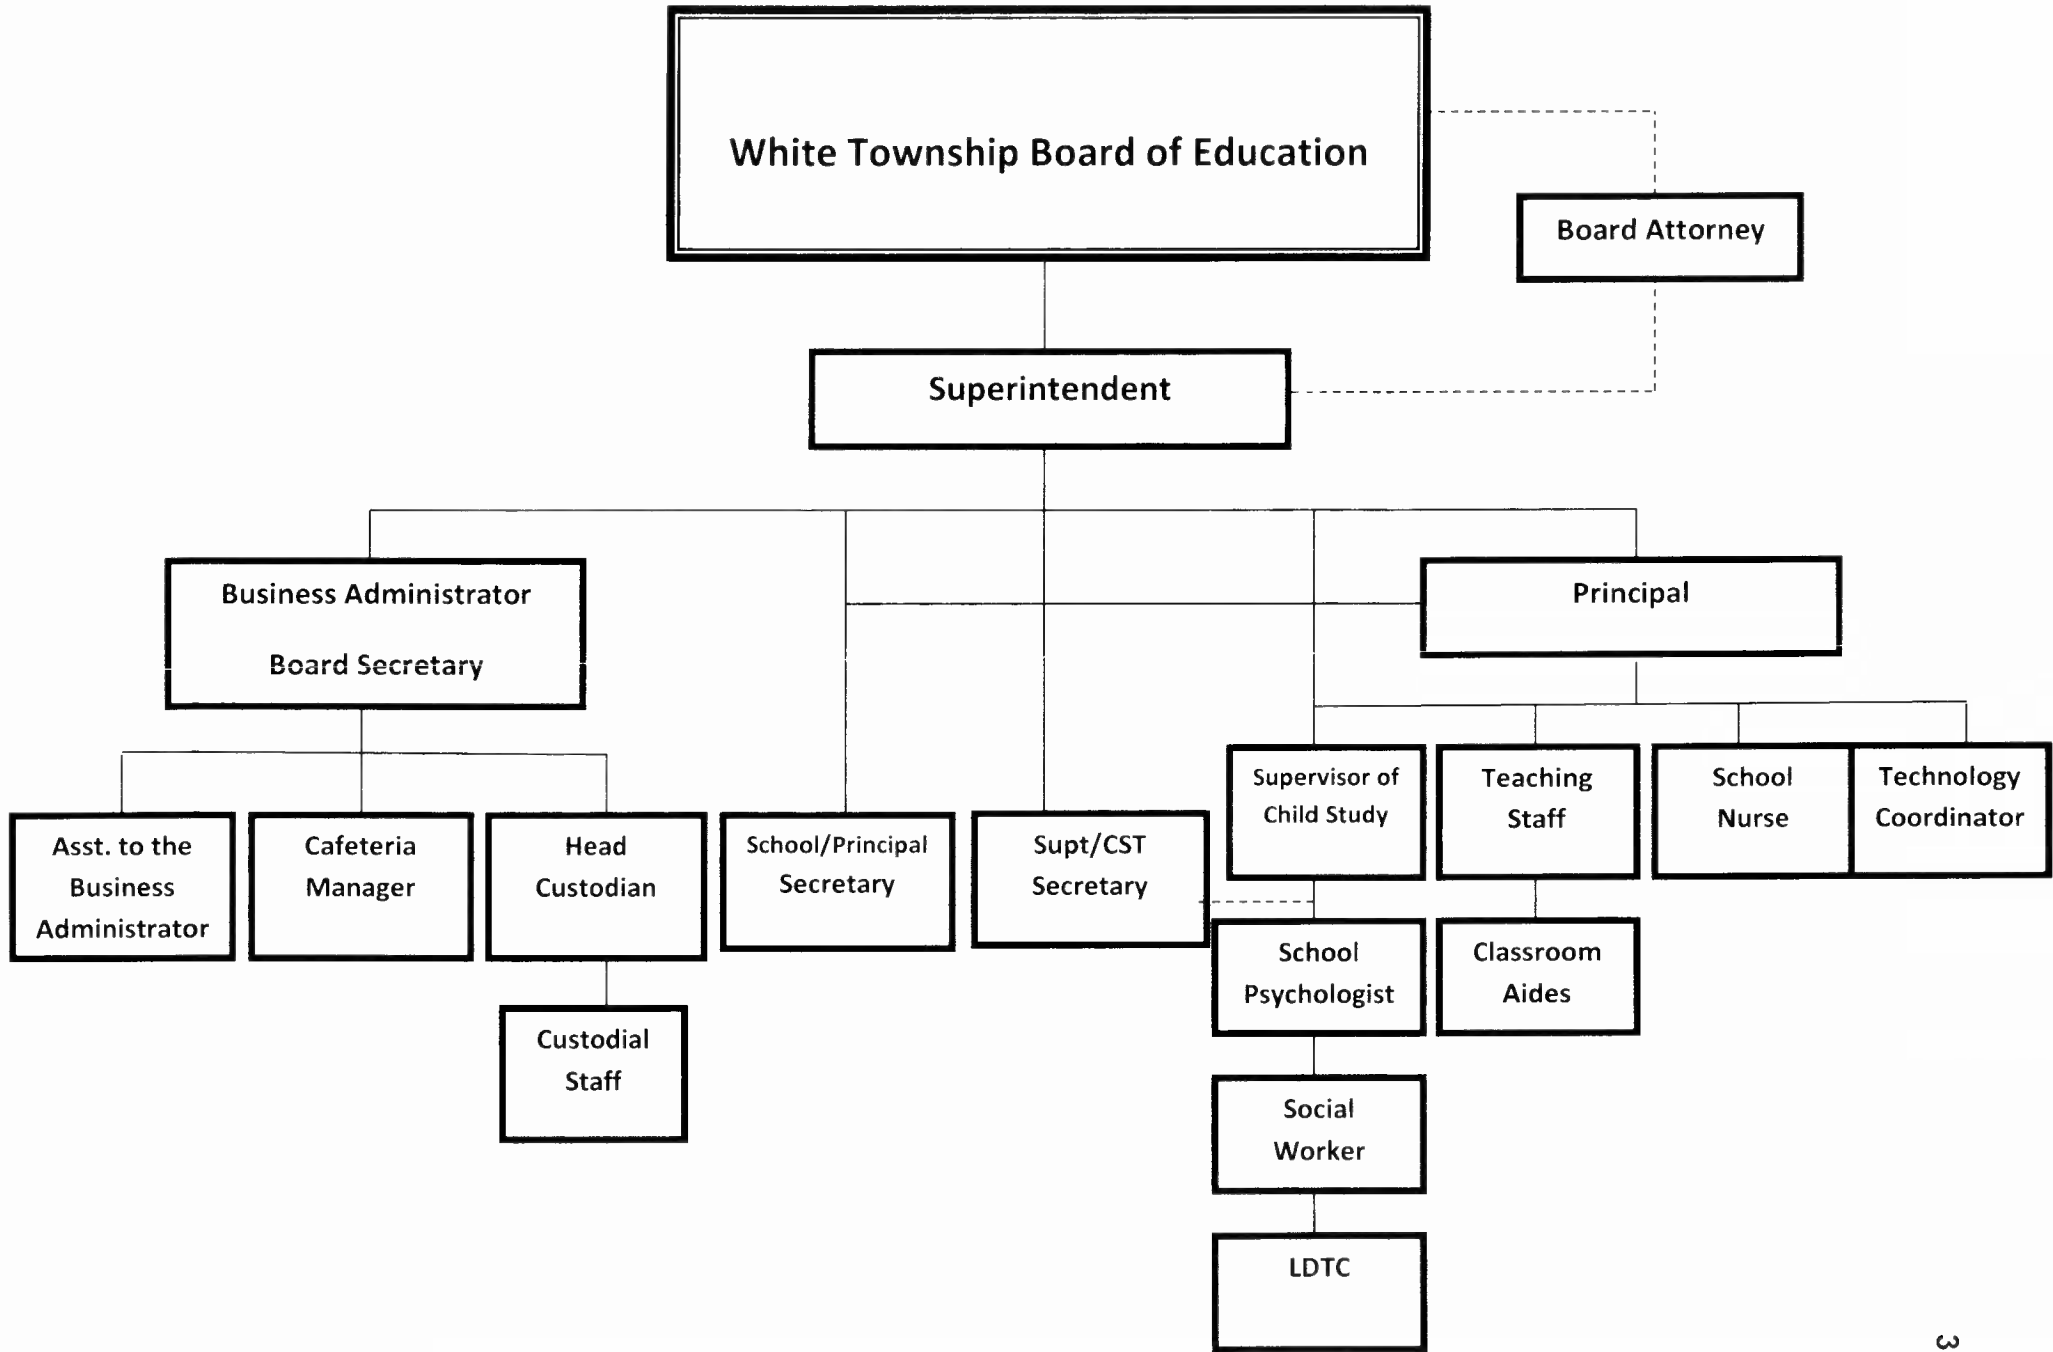 White Township Board of Education
Board Attorney
Superintendent
Business Administrator
Board Secretary
Principal
Supervisor of
Child Study
Teaching
Staff
School
Nurse
Technology
Coordinator
Asst. to the
Business
Administrator
Cafeteria
Manager
Head
Custodian
School/Principal
Secretary
Supt/CST
Secretary
School
Psychologist
Classroom
Aides
Custodial
Staff
Social
Worker
LDTC
3